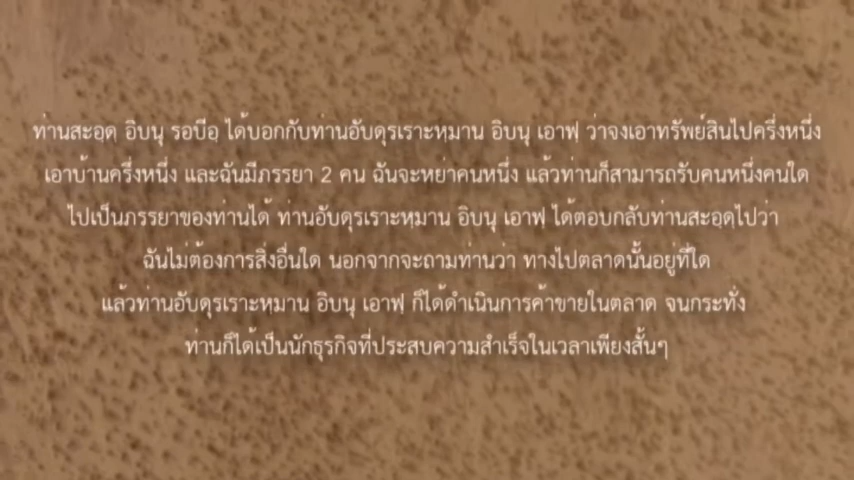 ท่านสะอฺดฺ อิบนุ รอบีอฺ ได้บอกกับท่านอับดุรเราะหฺมาน อิบนุ เอาฟฺ ว่าจงเอาทรัพย์สินไปครึ่งหนึ่ง
เอาบ้านครึ่งหนึ่ง และฉันมีภรรยา 2 คน ฉันจะหย่าคนหนึ่ง แล้วท่านก็สามารถรับคนหนึ่งคนใด
ไปเป็นภรรยาของท่านได้ ท่านอับดุรเราะหฺมาน อิบนุ เอาฟฺ ได้ตอบกลับท่านสะอฺดฺไปว่า
ฉันไม่ต้องการสิ่งอื่นใด นอกจากจะถามท่านว่า ทางไปตลาดนั้นอยู่ที่ใด
แล้วท่านอับดุรเราะหฺมาน อิบนุ เอาฟฺ ก็ได้ดำเนินการค้าขายในตลาด จนกระทั่ง
ท่านก็ได้เป็นนักธุรกิจที่ประสบความสำเร็จในเวลาเพียงสั้นๆ